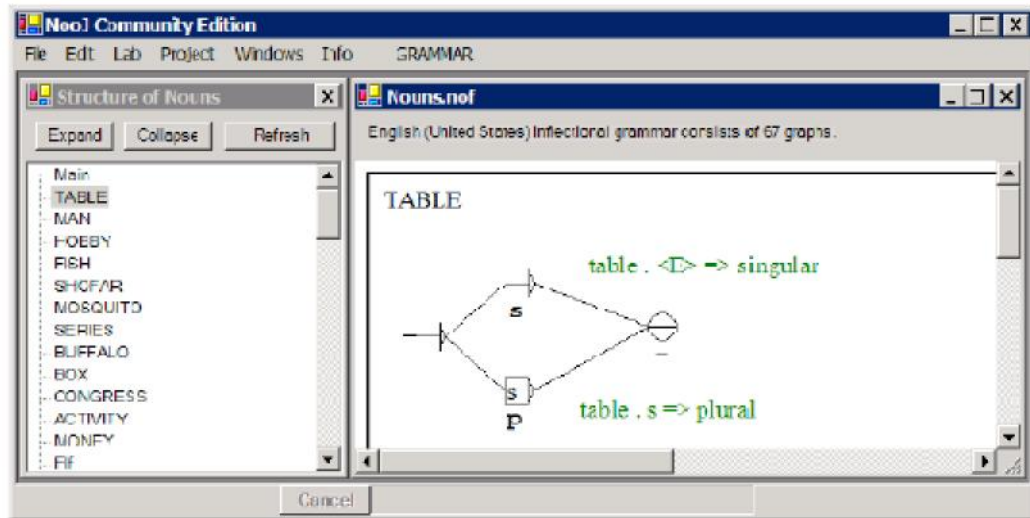 NooJ Community Edition
File Edit Lab Project Windows Info GRAMMAR
Structure of Nouns
Expand Collapse Refresh
Main
TABLE
MAN
HOBBY
FISH
SHOFAR
MOSQUITO
SERIES
BUFFALO
BOX
CONGRESS
ACTIVITY
MONEY
Nouns.nof
English (United States) Inflectional grammar consists of 67 graphs.
TABLE
table . <E> => singular
s
s
p
table . s => plural
Cancel